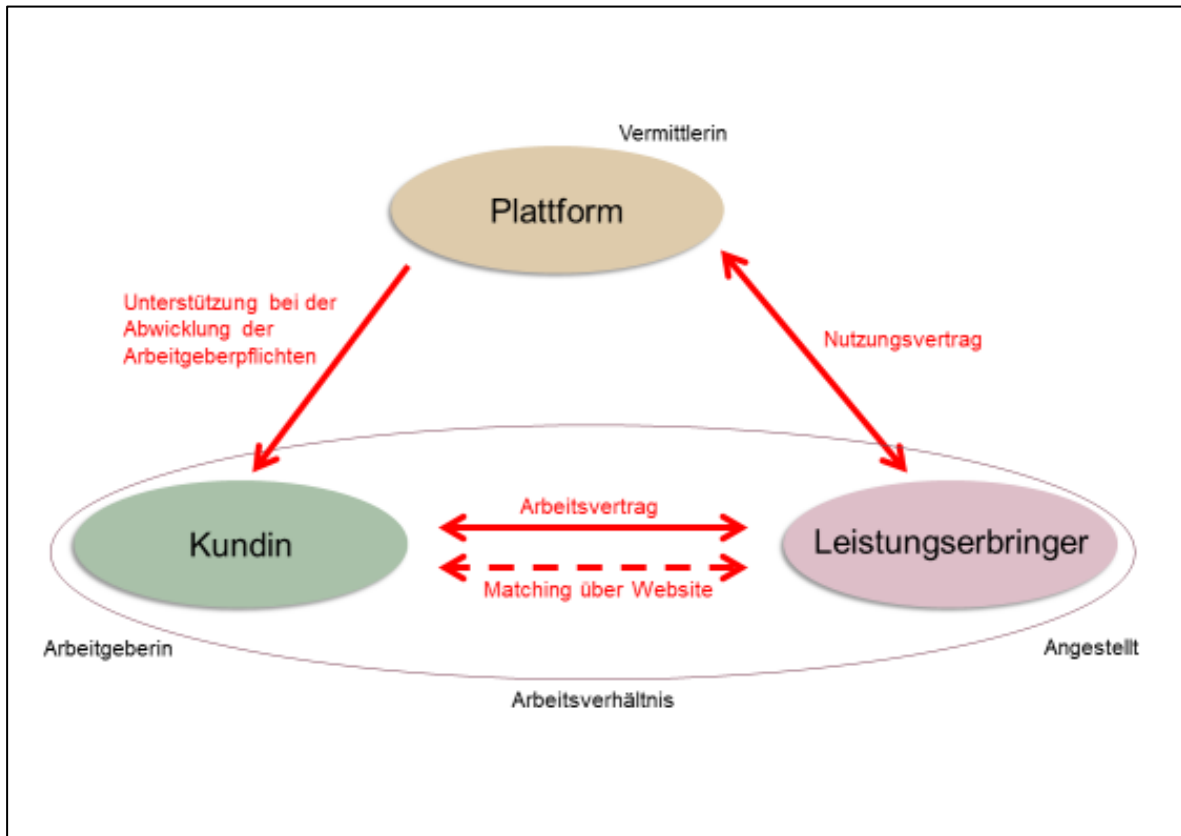 Vermittlerin
Plattform
Unterstützung bei der
Abwicklung der
Arbeitgeberpflichten
Nutzungsvertrag
Arbeitsvertrag
Kundin
Leistungserbringer
Matching über Website
Arbeitgeberin
Angestellt
Arbeitsverhältnis